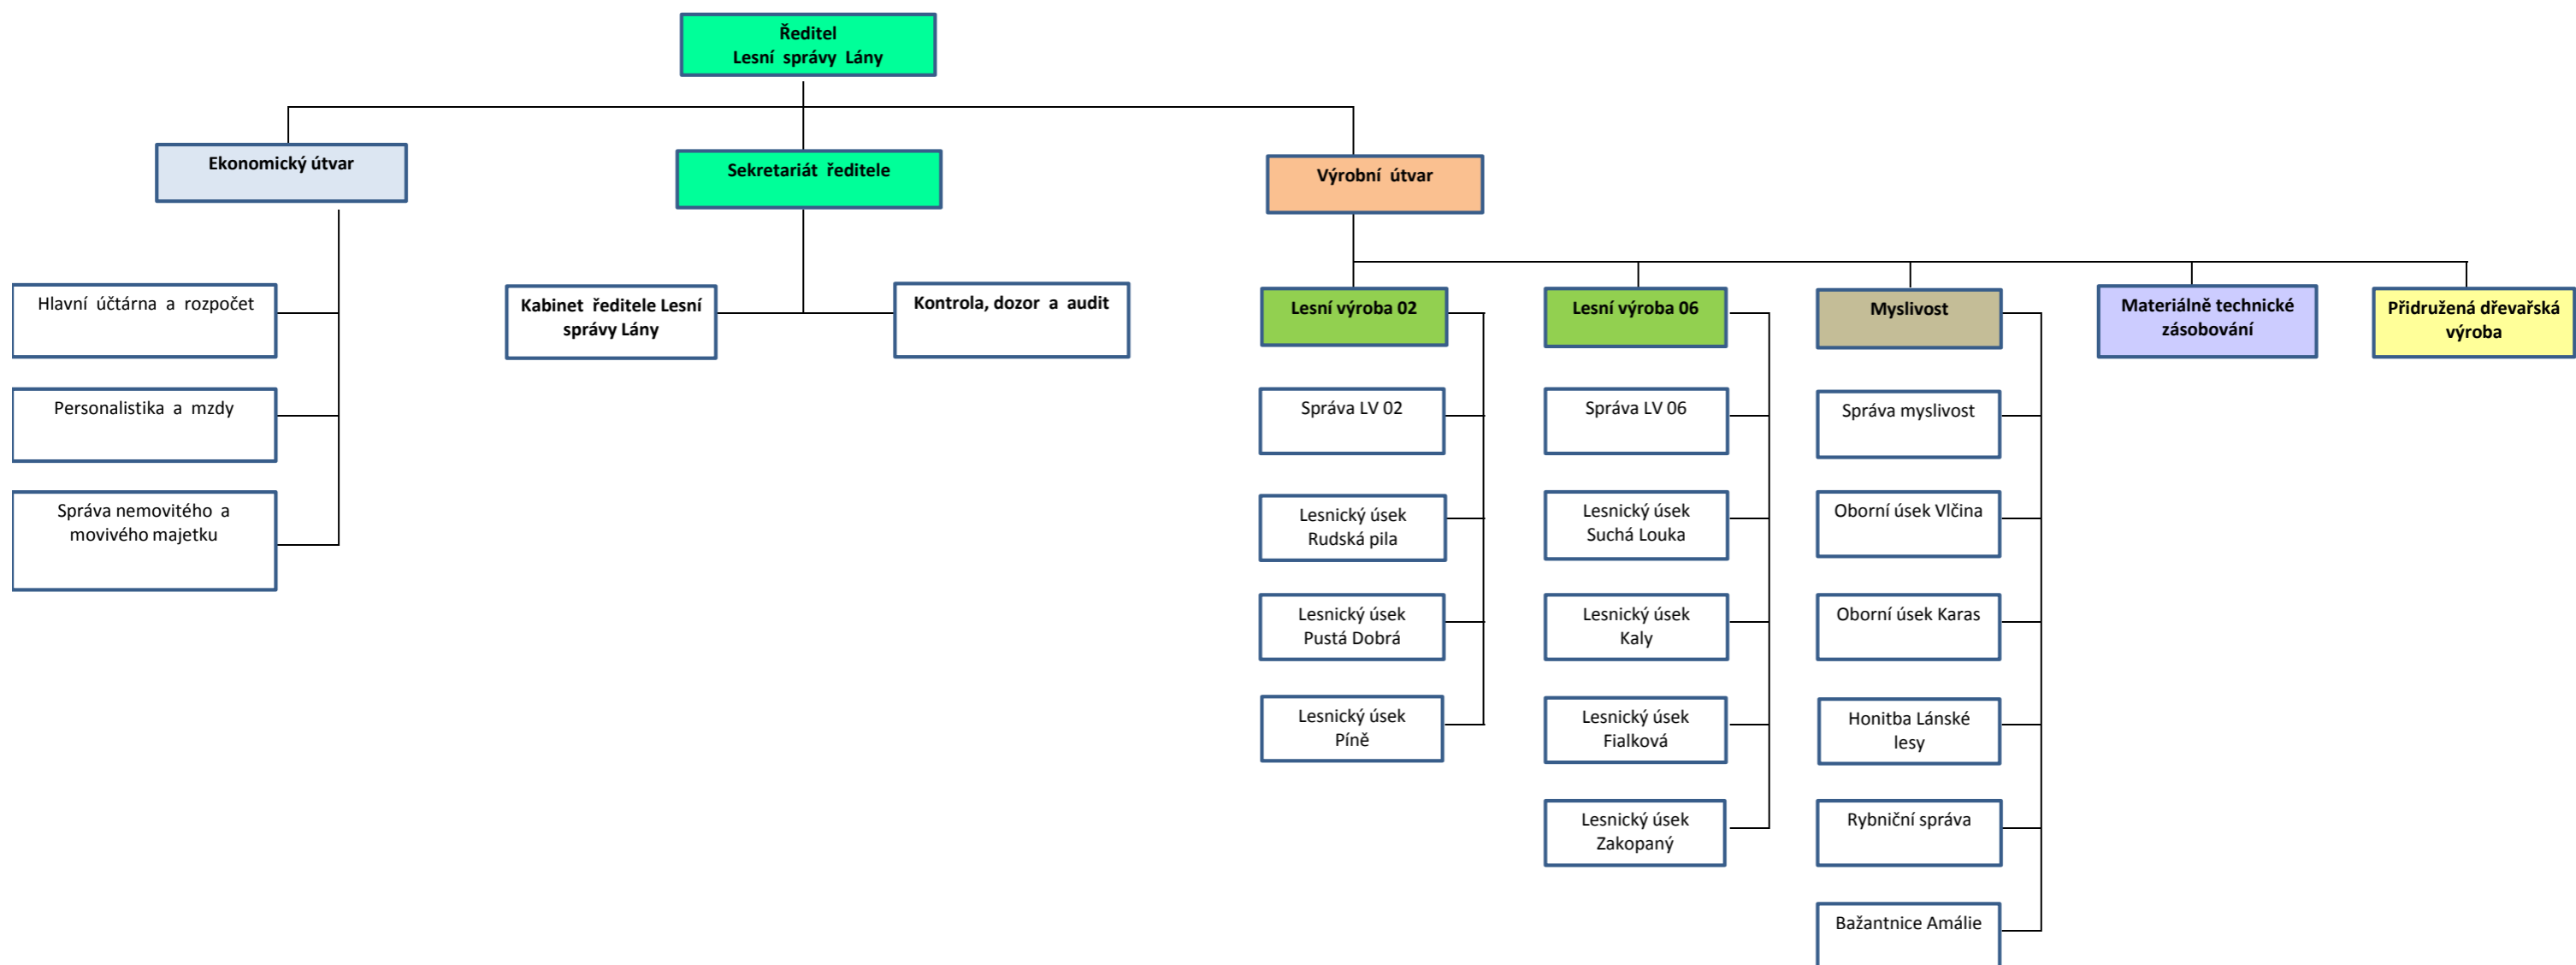 Ředitel
Lesní správy Lány
Ekonomický útvar
Sekretariát ředitele
Výrobní útvar
Hlavní účtárna a rozpočet
Personalistika a mzdy
Správa nemovitého a
movivého majetku
Kabinet ředitele Lesní
správy Lány
Kontrola, dozor a audit
Lesní výroba 02
Správa LV 02
Lesnický úsek
Rudská pila
Lesnický úsek
Pustá Dobrá
Lesnický úsek
Píně
Lesní výroba 06
Správa LV 06
Lesnický úsek
Suchá Louka
Lesnický úsek
Kaly
Lesnický úsek
Fialková
Lesnický úsek
Zakopaný
Myslivost
Správa myslivost
Oborní úsek Vlčina
Oborní úsek Karas
Honitba Lánské
lesy
Rybniční správa
Bažantnice Amálie
Materiálně technické
zásobování
Přidružená dřevařská
výroba